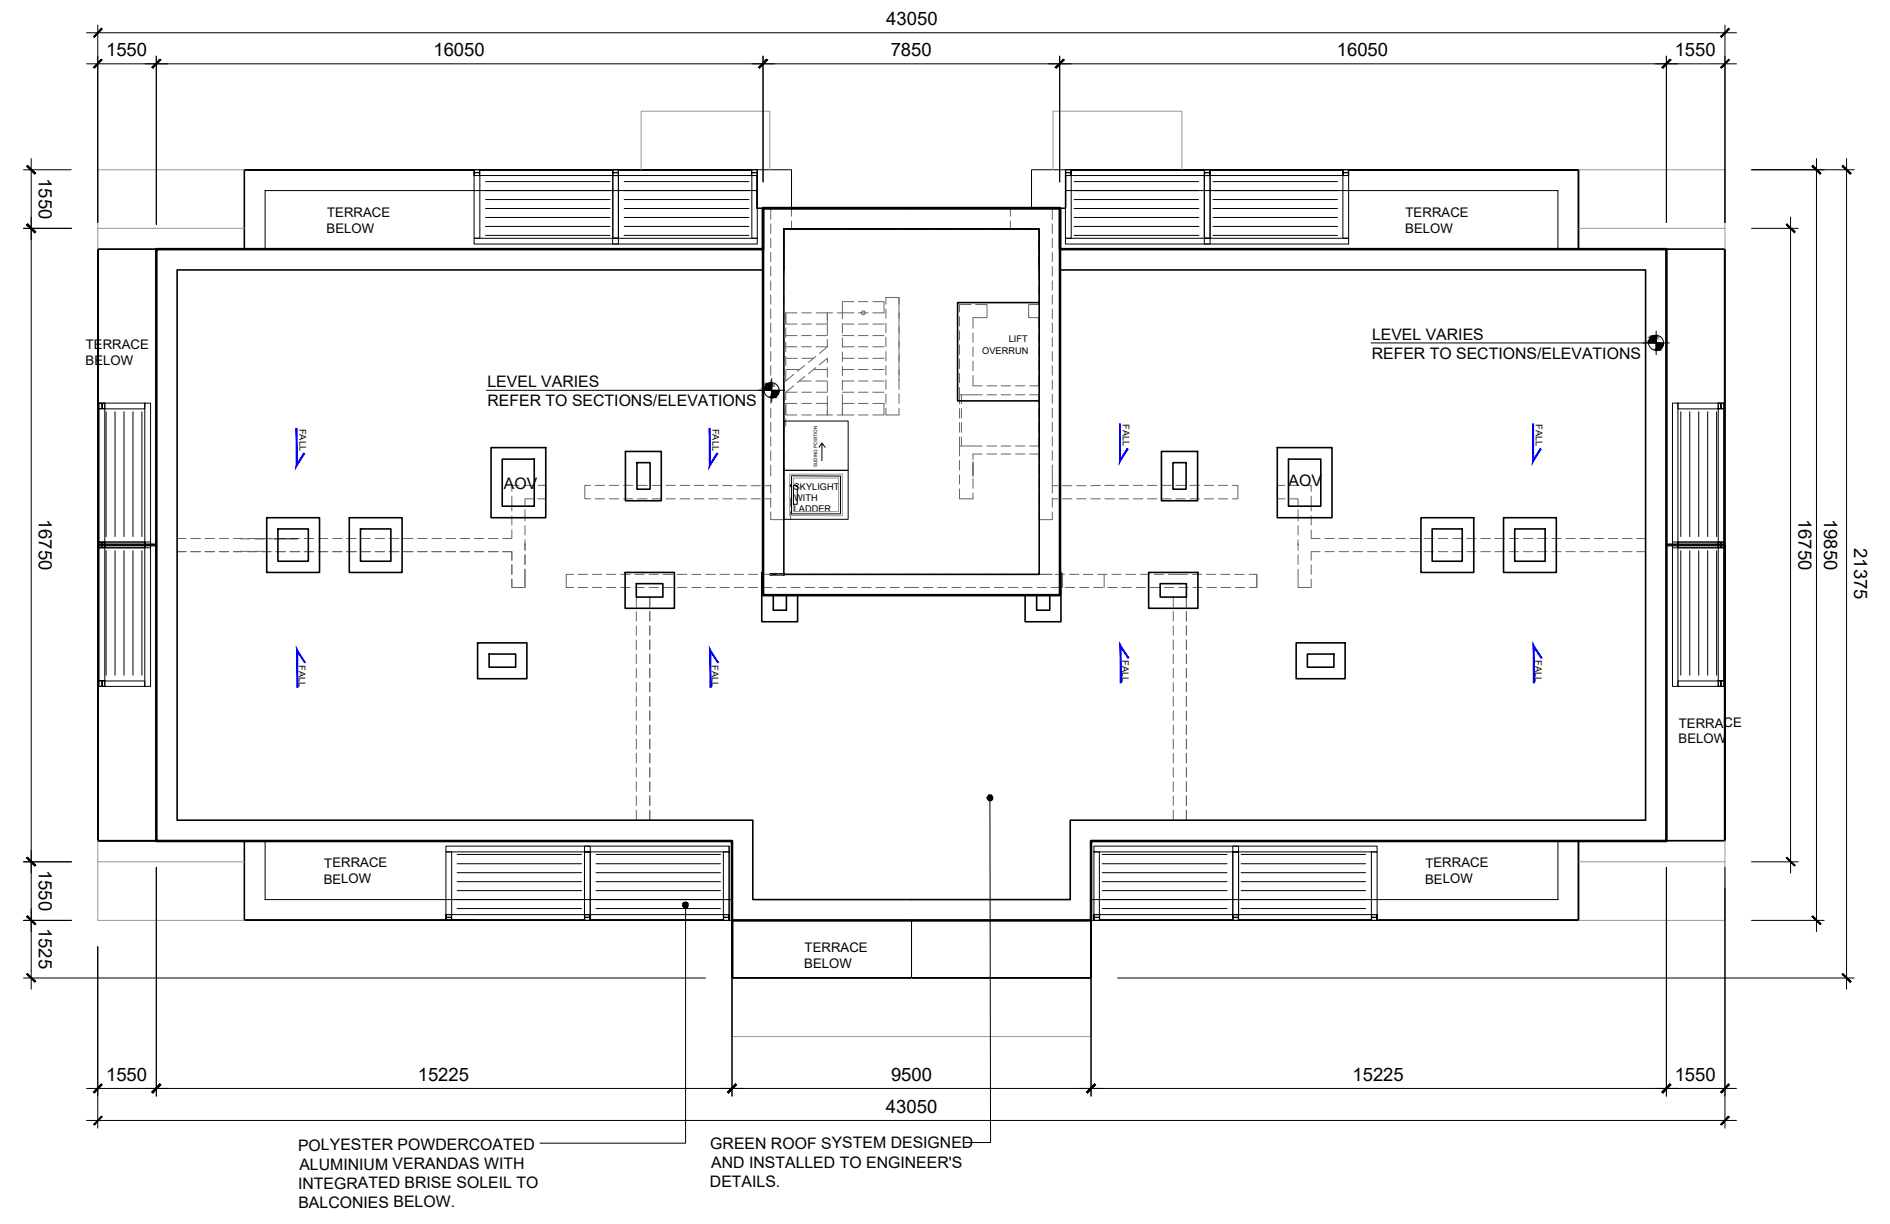 43050
1550
16050
7850
16050
1550
1550
TERRACE
BELOW
TERRACE
BELOW
TERRACE
BELOW
LEVEL VARIES
REFER TO SECTIONS/ELEVATIONS
LIFT
OVERRUN
LEVEL VARIES
REFER TO SECTIONS/ELEVATIONS
FALL
FALL
SLIDING POSITION
FALL
FALL
AOV
SKYLIGHT
WITH
LADDER
AOV
16750
16750
19850
21375
FALL
FALL
FALL
FALL
TERRACE
BELOW
1550
TERRACE
BELOW
TERRACE
BELOW
1525
TERRACE
BELOW
1550
15225
9500
15225
1550
43050
POLYESTER POWDERCOATED
ALUMINIUM VERANDAS WITH
INTEGRATED BRISE SOLEIL TO
BALCONIES BELOW.
GREEN ROOF SYSTEM DESIGNED
AND INSTALLED TO ENGINEER'S
DETAILS.